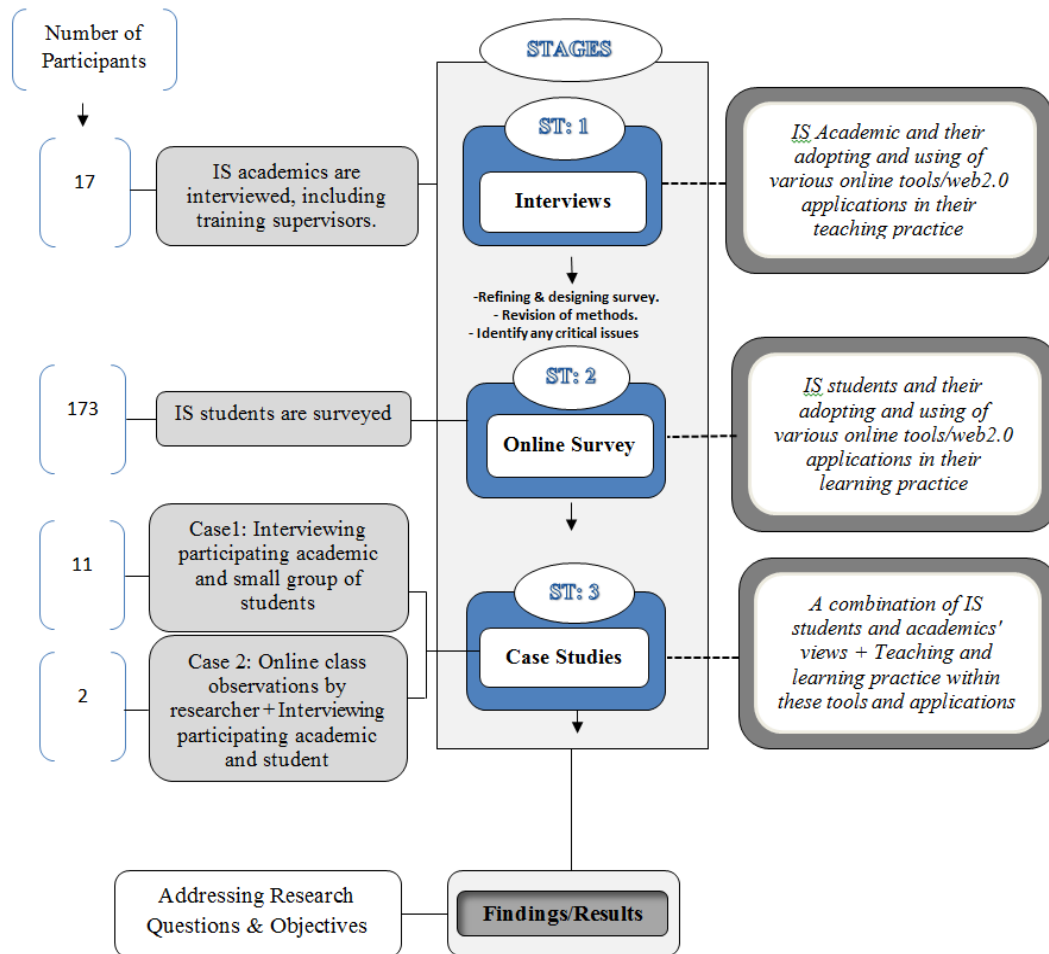 Number of
Participants
STAGES
ST: 1
17
IS academics are
interviewed, including
training supervisors.
Interviews
IS Academic and their
adopting and using of
various online tools/web2.0
applications in their
teaching practice
-Refining & designing survey.
- Revision of methods.
- Identify any critical issues
ST: 2
173
IS students are surveyed
Online Survey
IS students and their
adopting and using of
various online tools/web2.0
applications in their
learning practice
11
Case1: Interviewing
participating academic
and small group of
students
ST: 3
Case Studies
2
Case 2: Online class
observations by
researcher + Interviewing
participating academic
and student
A combination of IS
students and academics'
views + Teaching and
learning practice within
these tools and applications
Addressing Research
Questions & Objectives
Findings/Results